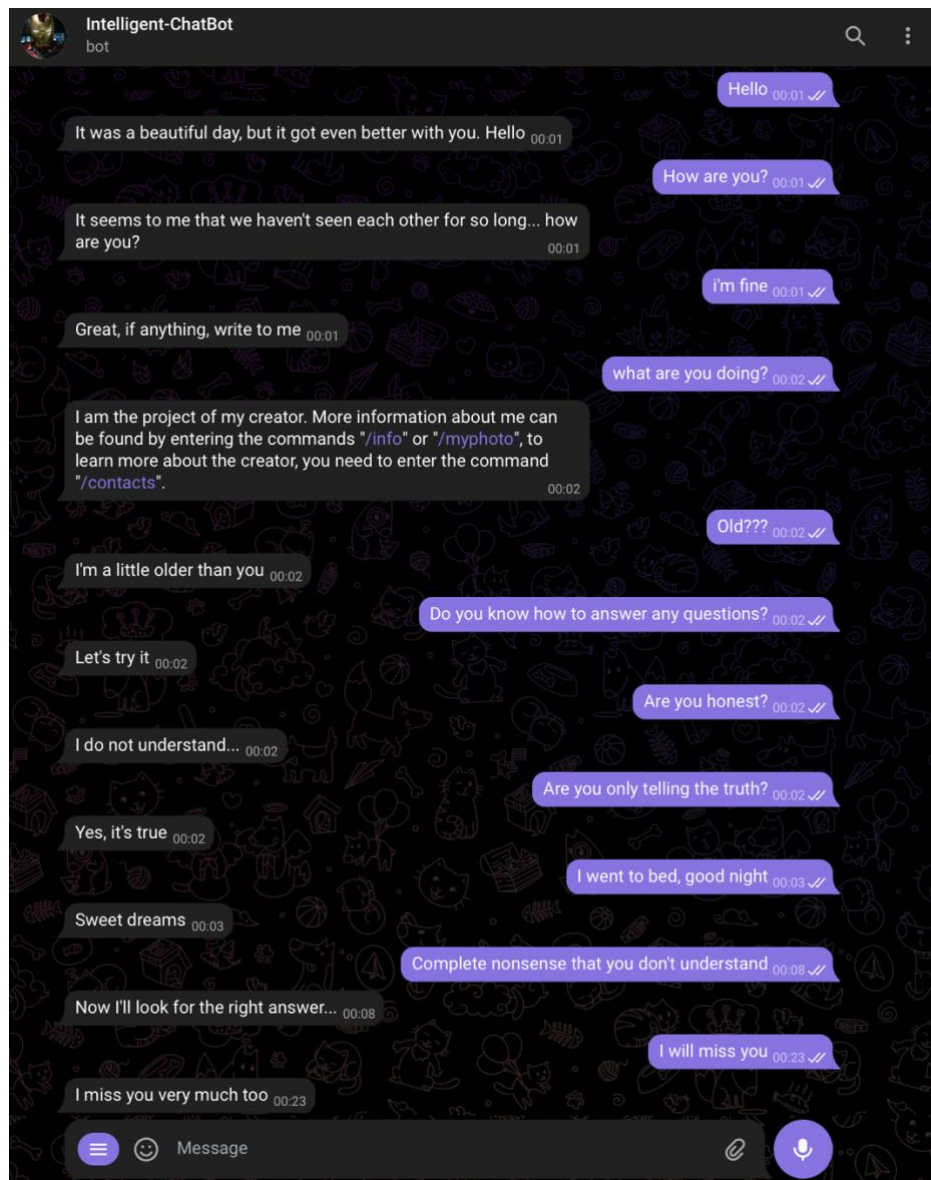 Intelligent-ChatBot
bot
Hello 00:01
It was a beautiful day, but it got even better with you. Hello 00:01
How are you? 00:01
It seems to me that we haven't seen each other for so long... how
are you?
00:01
i'm fine 00:01
Great, if anything, write to me 00:01
what are you doing? 00:02
I am the project of my creator. More information about me can
be found by entering the commands "/info" or "/myphoto", to
learn more about the creator, you need to enter the command
"/contacts".
00:02
Old??? 00:02
I'm a little older than you 00:02
Do you know how to answer any questions? 00:02
Let's try it 00:02
Are you honest? 00:02
I do not understand... 00:02
Are you only telling the truth? 00:02
Yes, it's true 00:02
I went to bed, good night 00:03
Sweet dreams 00:03
Complete nonsense that you don't understand 00:08
Now I'll look for the right answer... 00:08
I will miss you 00:23
I miss you very much too 00:23
Message